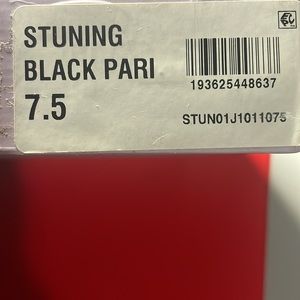 STUNING
BLACK PARI
7.5
193625448637
STUN01J1011075